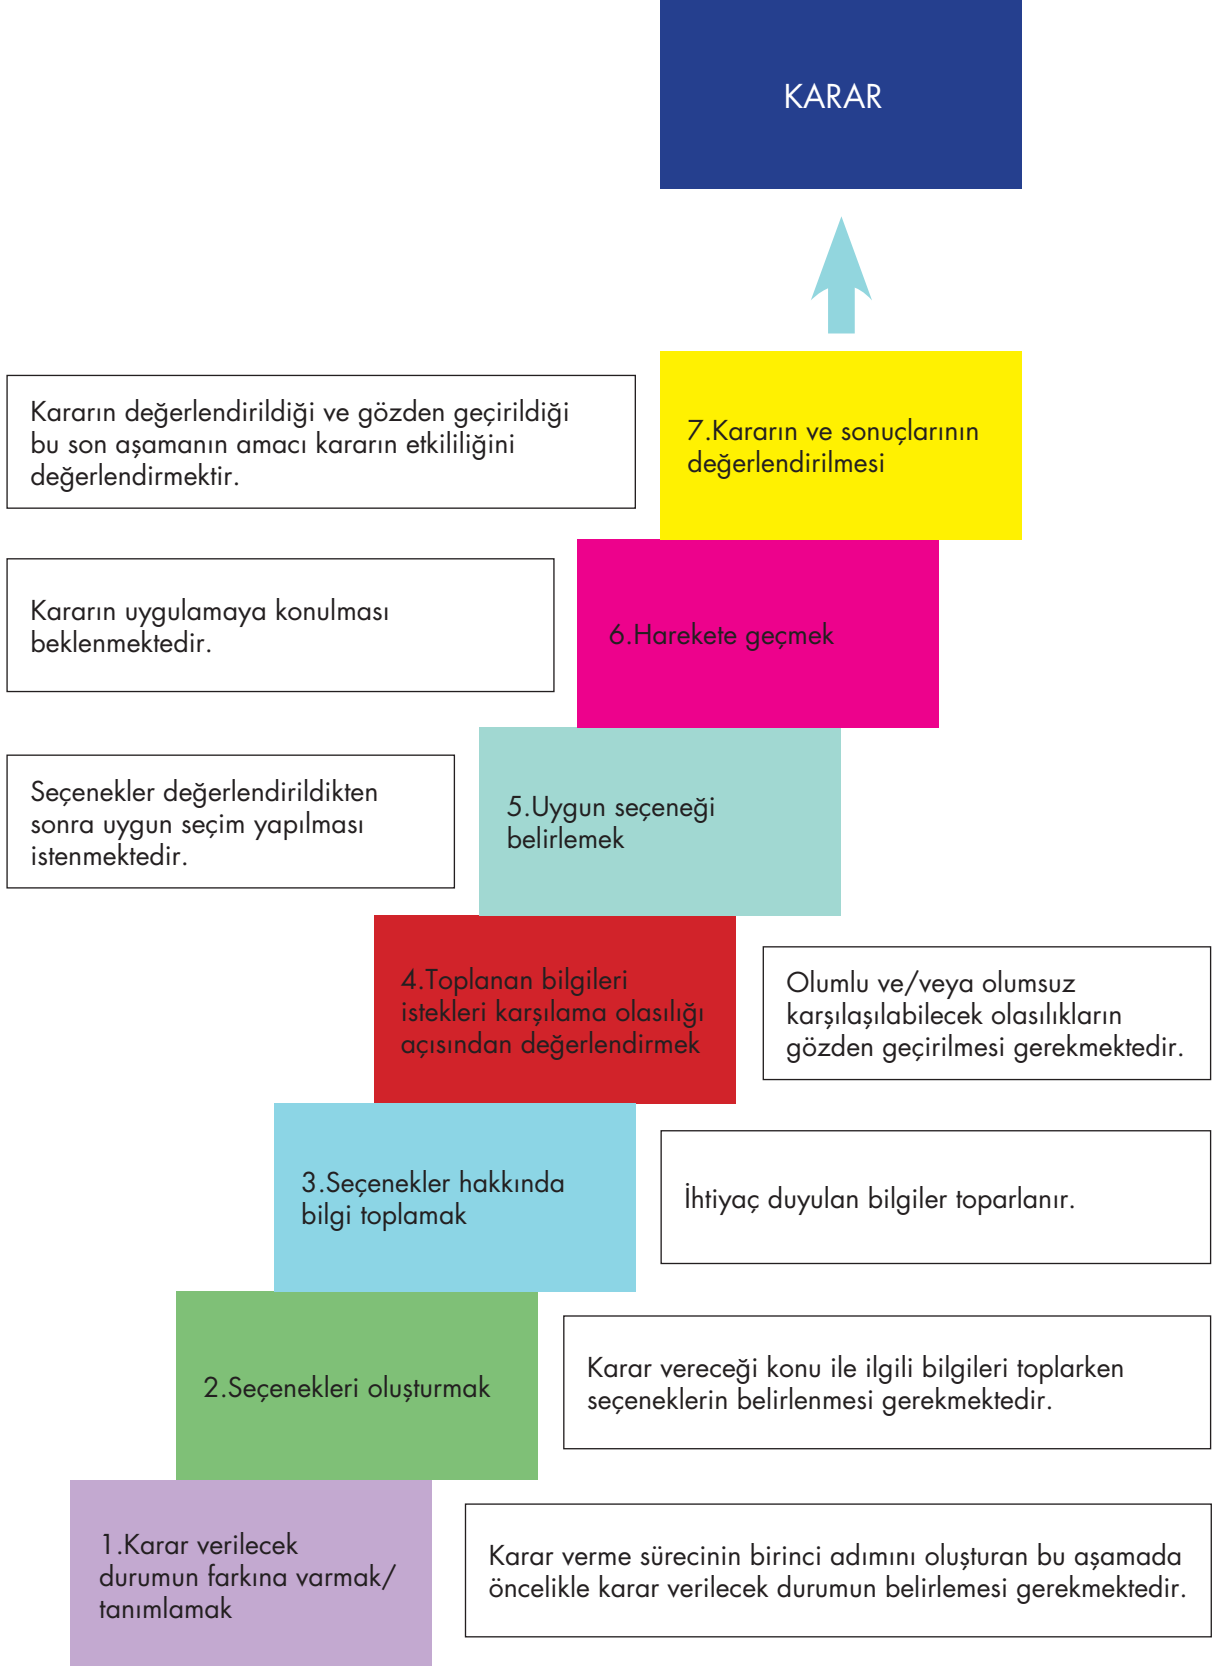 KARAR
Kararın değerlendirildiği ve gözden geçirildiği
bu son aşamanın amacı kararın etkililiğini
değerlendirmektir.
7.Kararın ve sonuçlarının
değerlendirilmesi
Kararın uygulamaya konulması
beklenmektedir.
6.Harekete geçmek
Seçenekler değerlendirildikten
sonra uygun seçim yapılması
istenmektedir.
5.Uygun seçeneği
belirlemek
4.Toplanan bilgileri
istekleri karşılama olasılığı
açısından değerlendirmek
Olumlu ve/veya olumsuz
karşılaşılabilecek olasılıkların
gözden geçirilmesi gerekmektedir.
3.Seçenekler hakkında
bilgi toplamak
İhtiyaç duyulan bilgiler toparlanır.
2.Seçenekleri oluşturmak
Karar vereceği konu ile ilgili bilgileri toplarken
seçeneklerin belirlenmesi gerekmektedir.
1.Karar verilecek
durumun farkına varmak/
tanımlamak
Karar verme sürecinin birinci adımını oluşturan bu aşamada
öncelikle karar verilecek durumun belirlemesi gerekmektedir.